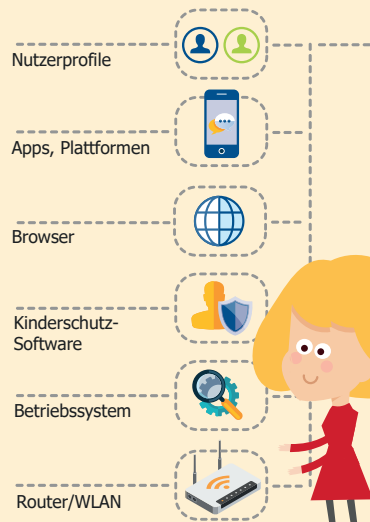 Nutzerprofile
Apps, Plattformen
Browser
Kinderschutz-
Software
Betriebssystem
Router/WLAN